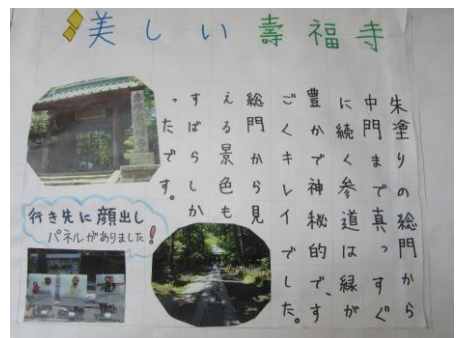 美しい壽福寺
朱塗りの総門から
中門まで真っすぐ
に続く参道は緑が
豊かで神秘的で、す
ごくキレイでした。
総門から見
える景色も
すばらしか
ったです。
行き先に顔出し
パネルがありました!